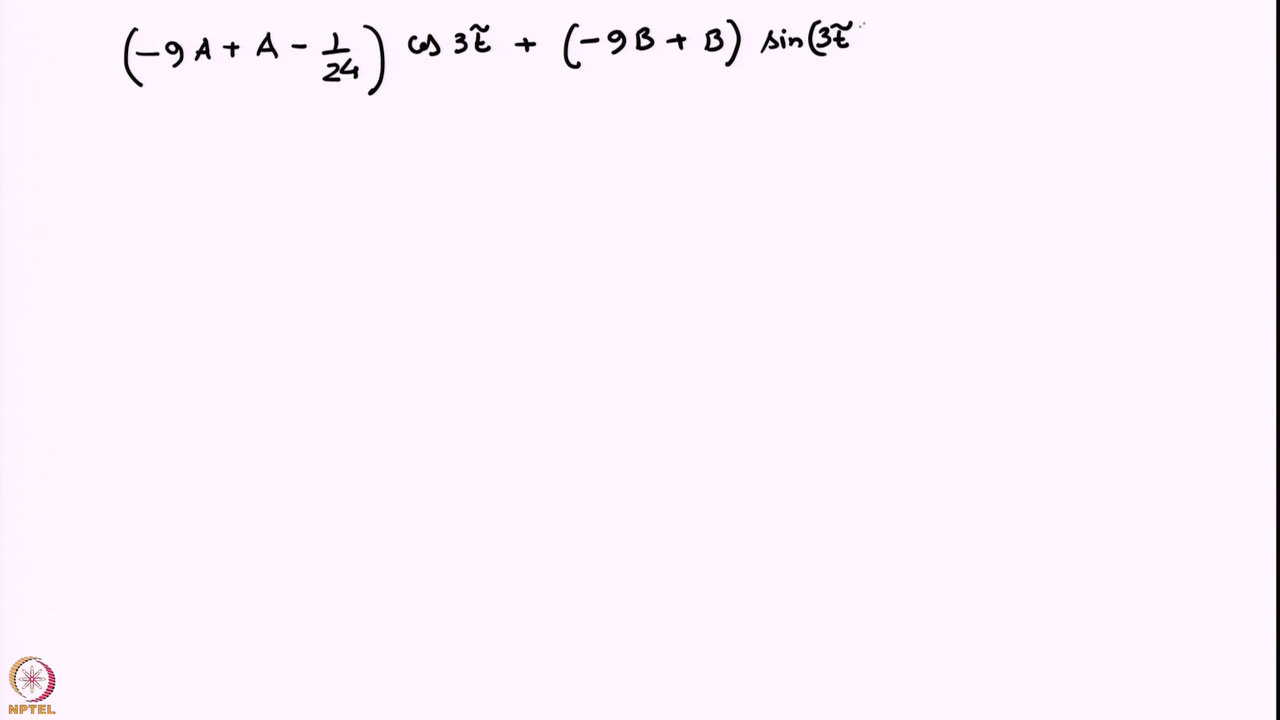 (-9A + A - 1/24) cos 3t̃ + (-9B + B) sin(3t̃
NPTEL